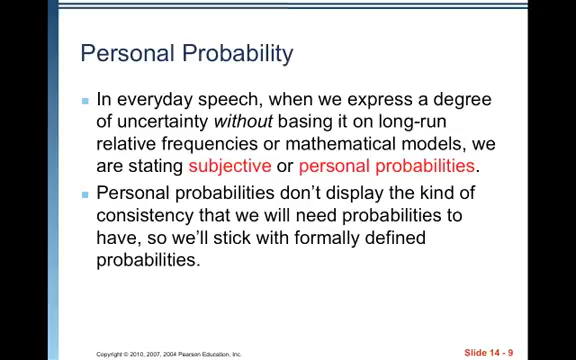 Personal Probability
In everyday speech, when we express a degree
of uncertainty without basing it on long-run
relative frequencies or mathematical models, we
are stating subjective or personal probabilities.
Personal probabilities don't display the kind of
consistency that we will need probabilities to
have, so we'll stick with formally defined
probabilities.
Copyright © 2010, 2007, 2004 Pearson Education, Inc.
Slide 14 - 9